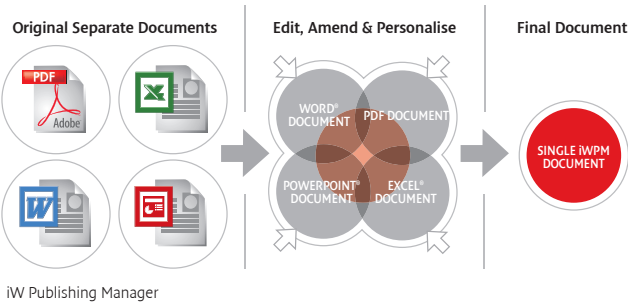 Original Separate Documents
Edit, Amend & Personalise
Final Document
PDF
Adobe
X
W
WORD®
DOCUMENT
PDF DOCUMENT
POWERPOINT®
DOCUMENT
EXCEL®
DOCUMENT
SINGLE iWPM
DOCUMENT
iW Publishing Manager